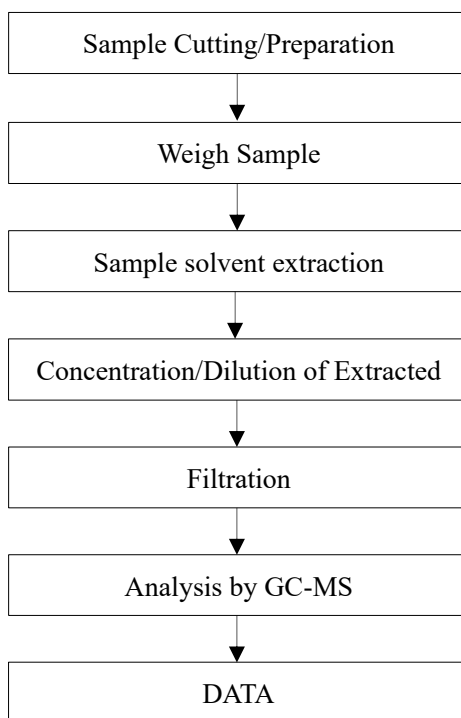 Sample Cutting/Preparation
Weigh Sample
Sample solvent extraction
Concentration/Dilution of Extracted
Filtration
Analysis by GC-MS
DATA